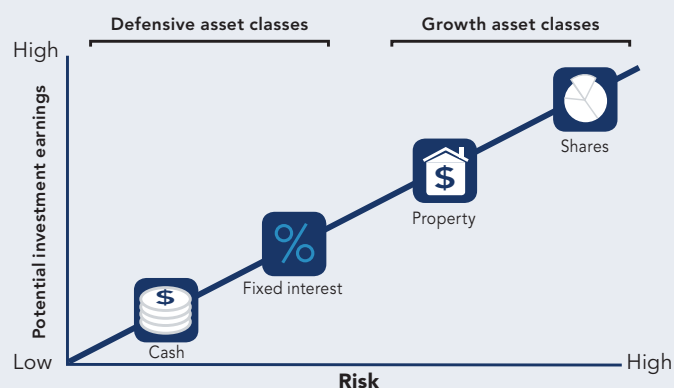 Defensive asset classes
Growth asset classes
High
Potential investment earnings
$
Shares
$
Property
%
Fixed interest
$
Cash
Low
High
Risk